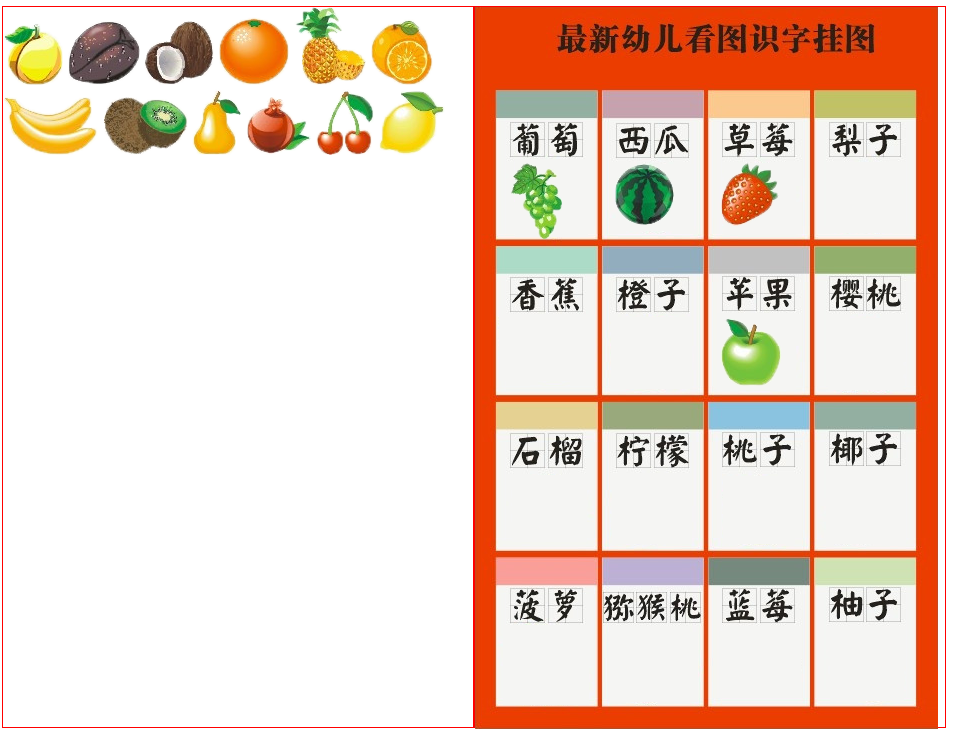 最新幼儿看图识字挂图
葡萄 西瓜 草莓 梨子
香蕉 橙子 苹果 樱桃
石榴 柠檬 桃子 椰子
菠萝 猕猴桃 蓝莓 柚子